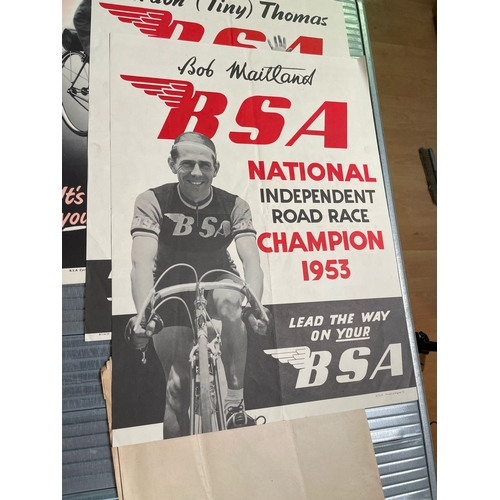 don (Tiny) Thomas
BSA
Bob Maitland
BSA
NATIONAL
INDEPENDENT
ROAD RACE
CHAMPION
1953
BSA
LEAD THE WAY
ON YOUR
BSA
It's
you